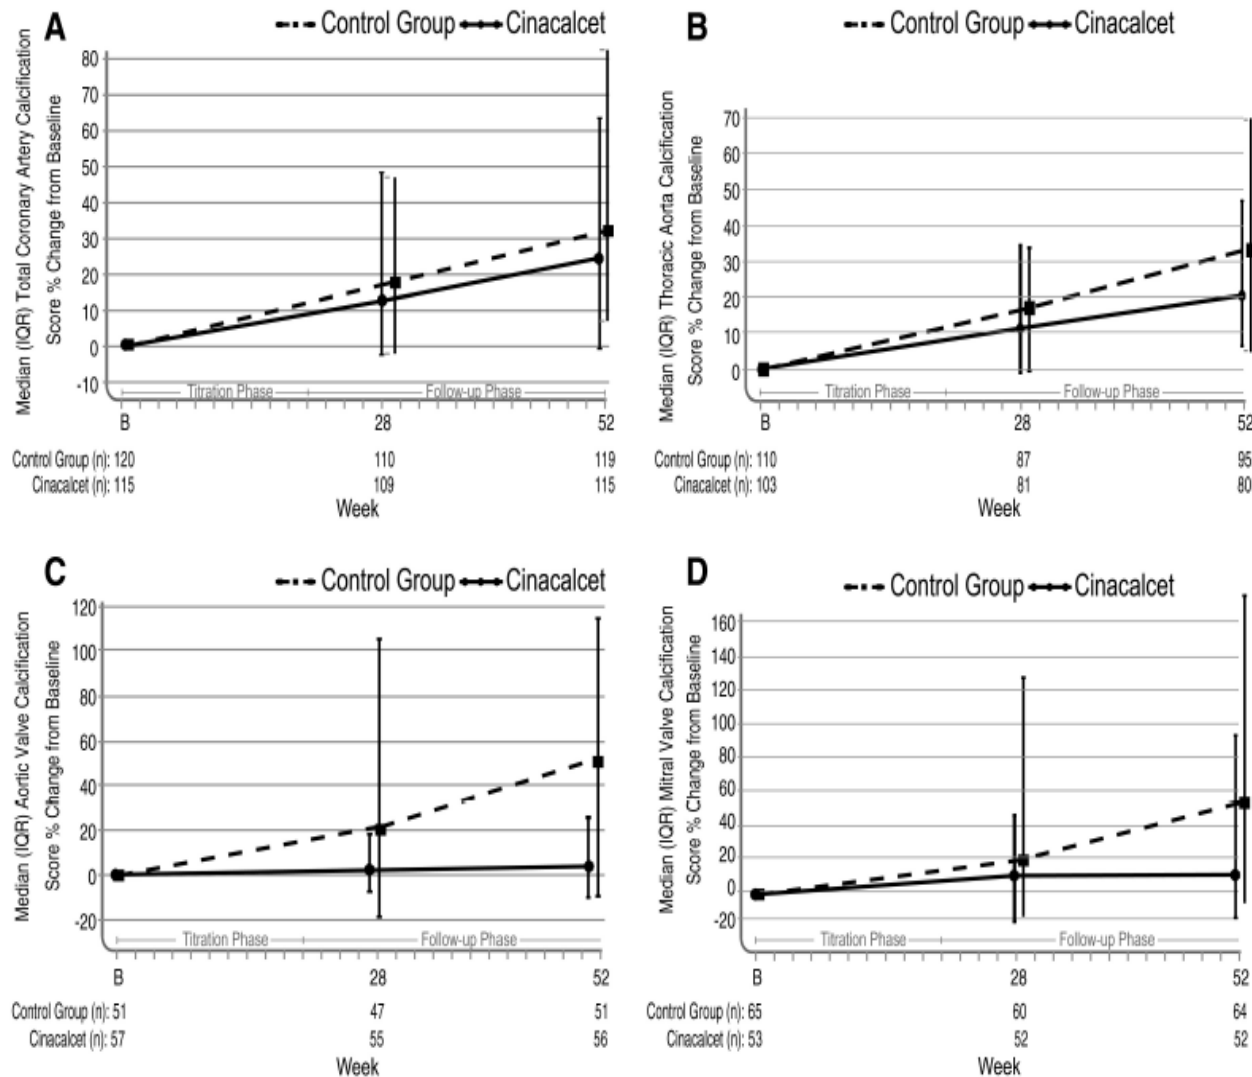 A
Control Group Cinacalcet
Median (IQR) Total Coronary Artery Calcification
Score % Change from Baseline
80
70
60
50
40
30
20
10
0
-10
Titration Phase Follow-up Phase
B 28 52
Control Group (n): 120 110 119
Cinacalcet (n): 115 109 115
Week
B
Control Group Cinacalcet
Median (IQR) Thoracic Aorta Calcification
Score % Change from Baseline
70
60
50
40
30
20
10
0
Titration Phase Follow-up Phase
B 28 52
Control Group (n): 110 87 95
Cinacalcet (n): 103 81 80
Week
C
Control Group Cinacalcet
Median (IQR) Aortic Valve Calcification
Score % Change from Baseline
120
100
80
60
40
20
0
-20
Titration Phase Follow-up Phase
B 28 52
Control Group (n): 51 47 51
Cinacalcet (n): 57 55 56
Week
D
Control Group Cinacalcet
Median (IQR) Mitral Valve Calcification
Score % Change from Baseline
160
140
120
100
80
60
40
20
0
-20
Titration Phase Follow-up Phase
B 28 52
Control Group (n): 65 60 64
Cinacalcet (n): 53 52 52
Week